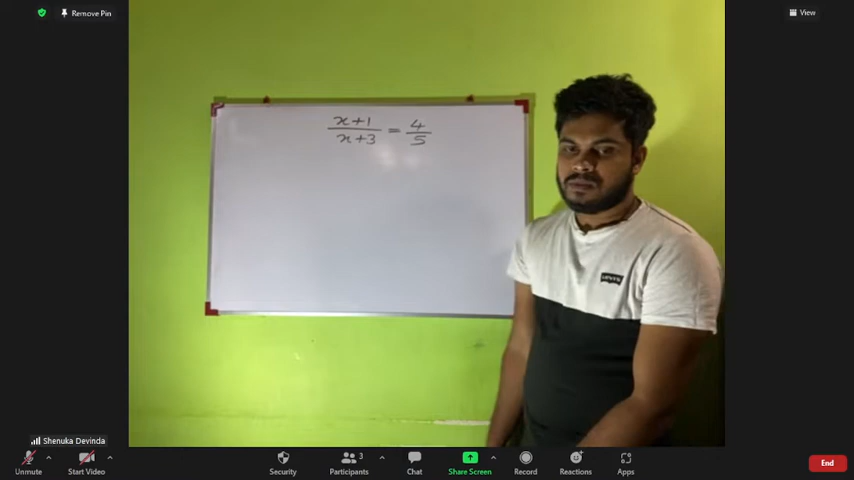 Remove Pin
View
x+1
x+3
=
4
5
LEVI'S
Shenuka Devinda
Unmute
Start Video
Security
Participants
3
Chat
Share Screen
Record
Reactions
Apps
End